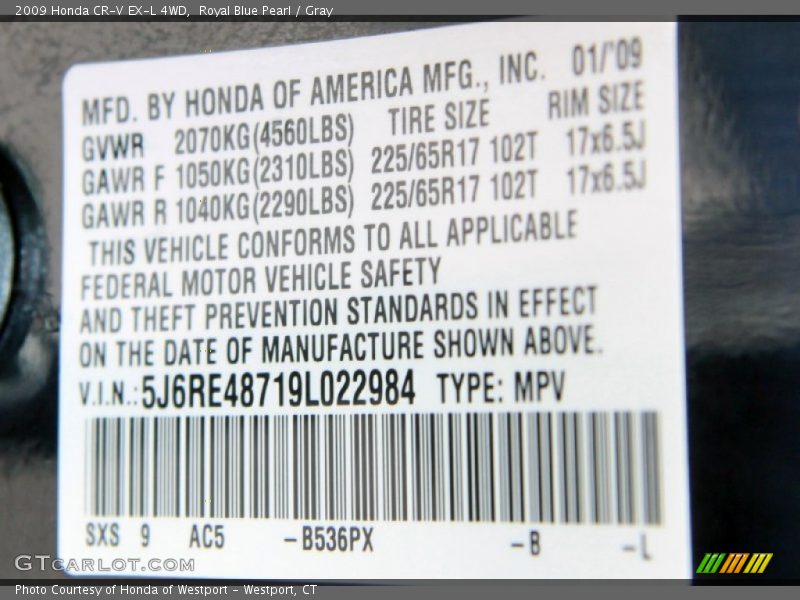 2009 Honda CR-V EX-L 4WD,  Royal Blue Pearl / Gray
MFD. BY HONDA OF AMERICA MFG., INC. 01/'09
GVWR 2070KG(4560LBS) TIRE SIZE RIM SIZE
GAWR F 1050KG(2310LBS) 225/65R17 102T 17x6.5J
GAWR R 1040KG(2290LBS) 225/65R17 102T 17x6.5J
THIS VEHICLE CONFORMS TO ALL APPLICABLE
FEDERAL MOTOR VEHICLE SAFETY
AND THEFT PREVENTION STANDARDS IN EFFECT
ON THE DATE OF MANUFACTURE SHOWN ABOVE.
V.I.N.: 5J6RE48719L022984 TYPE: MPV
SXS 9 AC5 -B536PX -B -L
GTCARLOT.COM
Photo Courtesy of Honda of Westport - Westport, CT